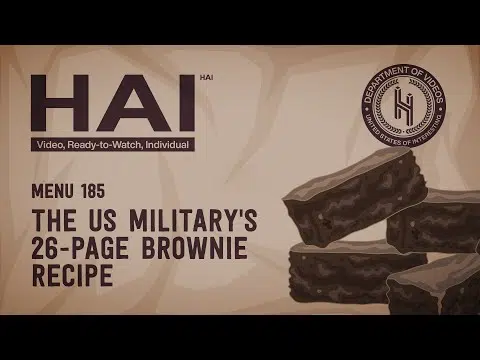 HAI
HAI
Video, Ready-to-Watch, Individual
DEPARTMENT OF VIDEOS
UNITED STATES OF INTERESTING
MENU 185
THE US MILITARY'S
26-PAGE BROWNIE
RECIPE